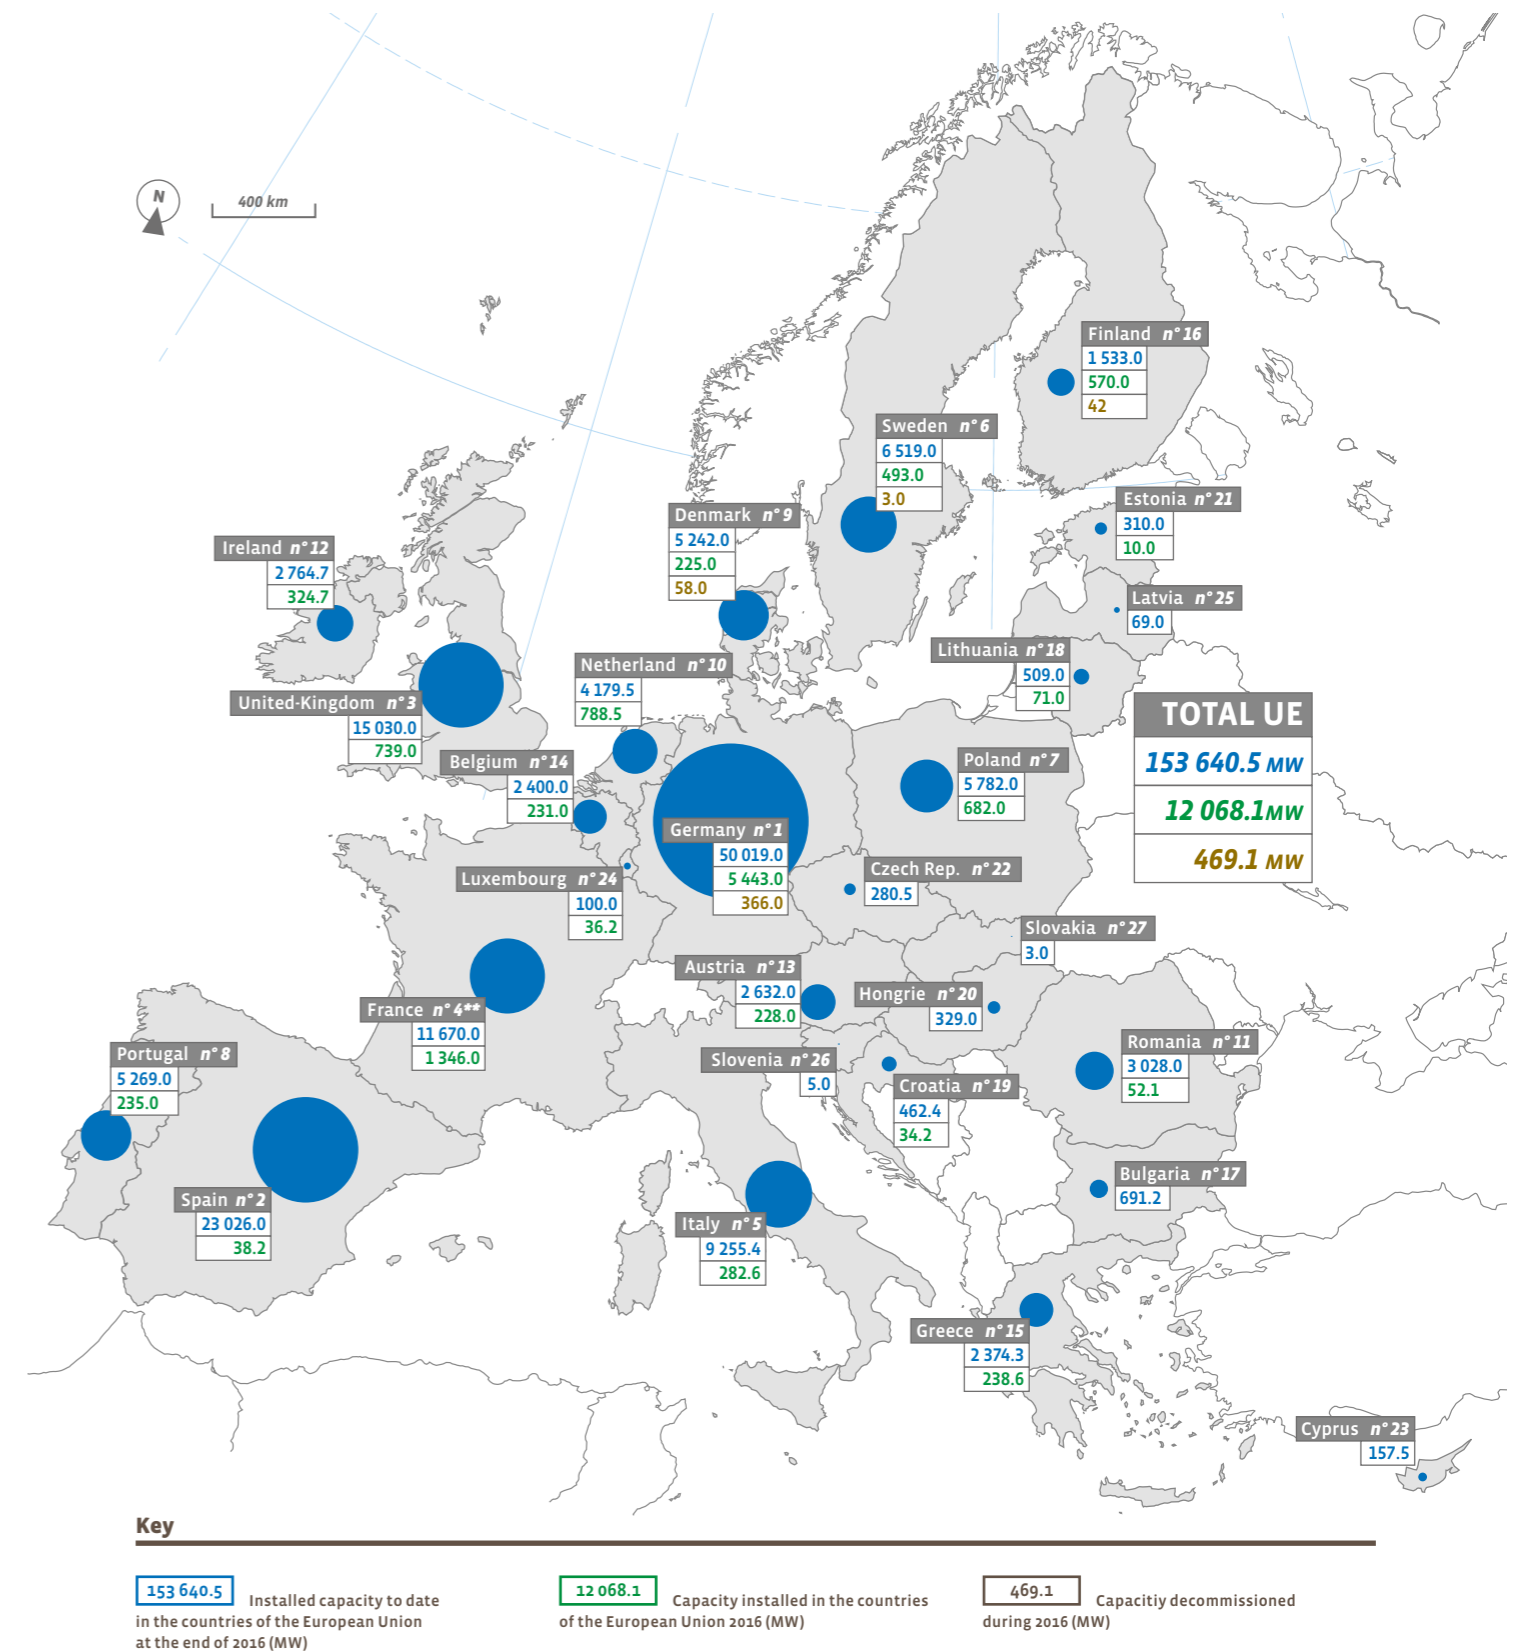 N
400 km
Finland n° 16
1 533.0
570.0
42
Sweden n° 6
6 519.0
493.0
3.0
Denmark n° 9
5 242.0
225.0
58.0
Estonia n° 21
310.0
10.0
Ireland n° 12
2 764.7
324.7
Latvia n° 25
69.0
Lithuania n° 18
509.0
71.0
Netherland n° 10
4 179.5
788.5
United-Kingdom n° 3
15 030.0
739.0
TOTAL UE
153 640.5 MW
12 068.1MW
469.1 MW
Belgium n° 14
2 400.0
231.0
Poland n° 7
5 782.0
682.0
Germany n° 1
50 019.0
5 443.0
366.0
Luxembourg n° 24
100.0
36.2
Czech Rep. n° 22
280.5
Slovakia n° 27
3.0
Austria n° 13
2 632.0
228.0
Hongrie n° 20
329.0
France n° 4**
11 670.0
1 346.0
Portugal n° 8
5 269.0
235.0
Slovenia n° 26
5.0
Croatia n° 19
462.4
34.2
Romania n° 11
3 028.0
52.1
Bulgaria n° 17
691.2
Spain n° 2
23 026.0
38.2
Italy n° 5
9 255.4
282.6
Greece n° 15
2 374.3
238.6
Cyprus n° 23
157.5
Key
153 640.5 Installed capacity to date
in the countries of the European Union
at the end of 2016 (MW)
12 068.1 Capacity installed in the countries
of the European Union 2016 (MW)
469.1 Capacitiy decommissioned
during 2016 (MW)